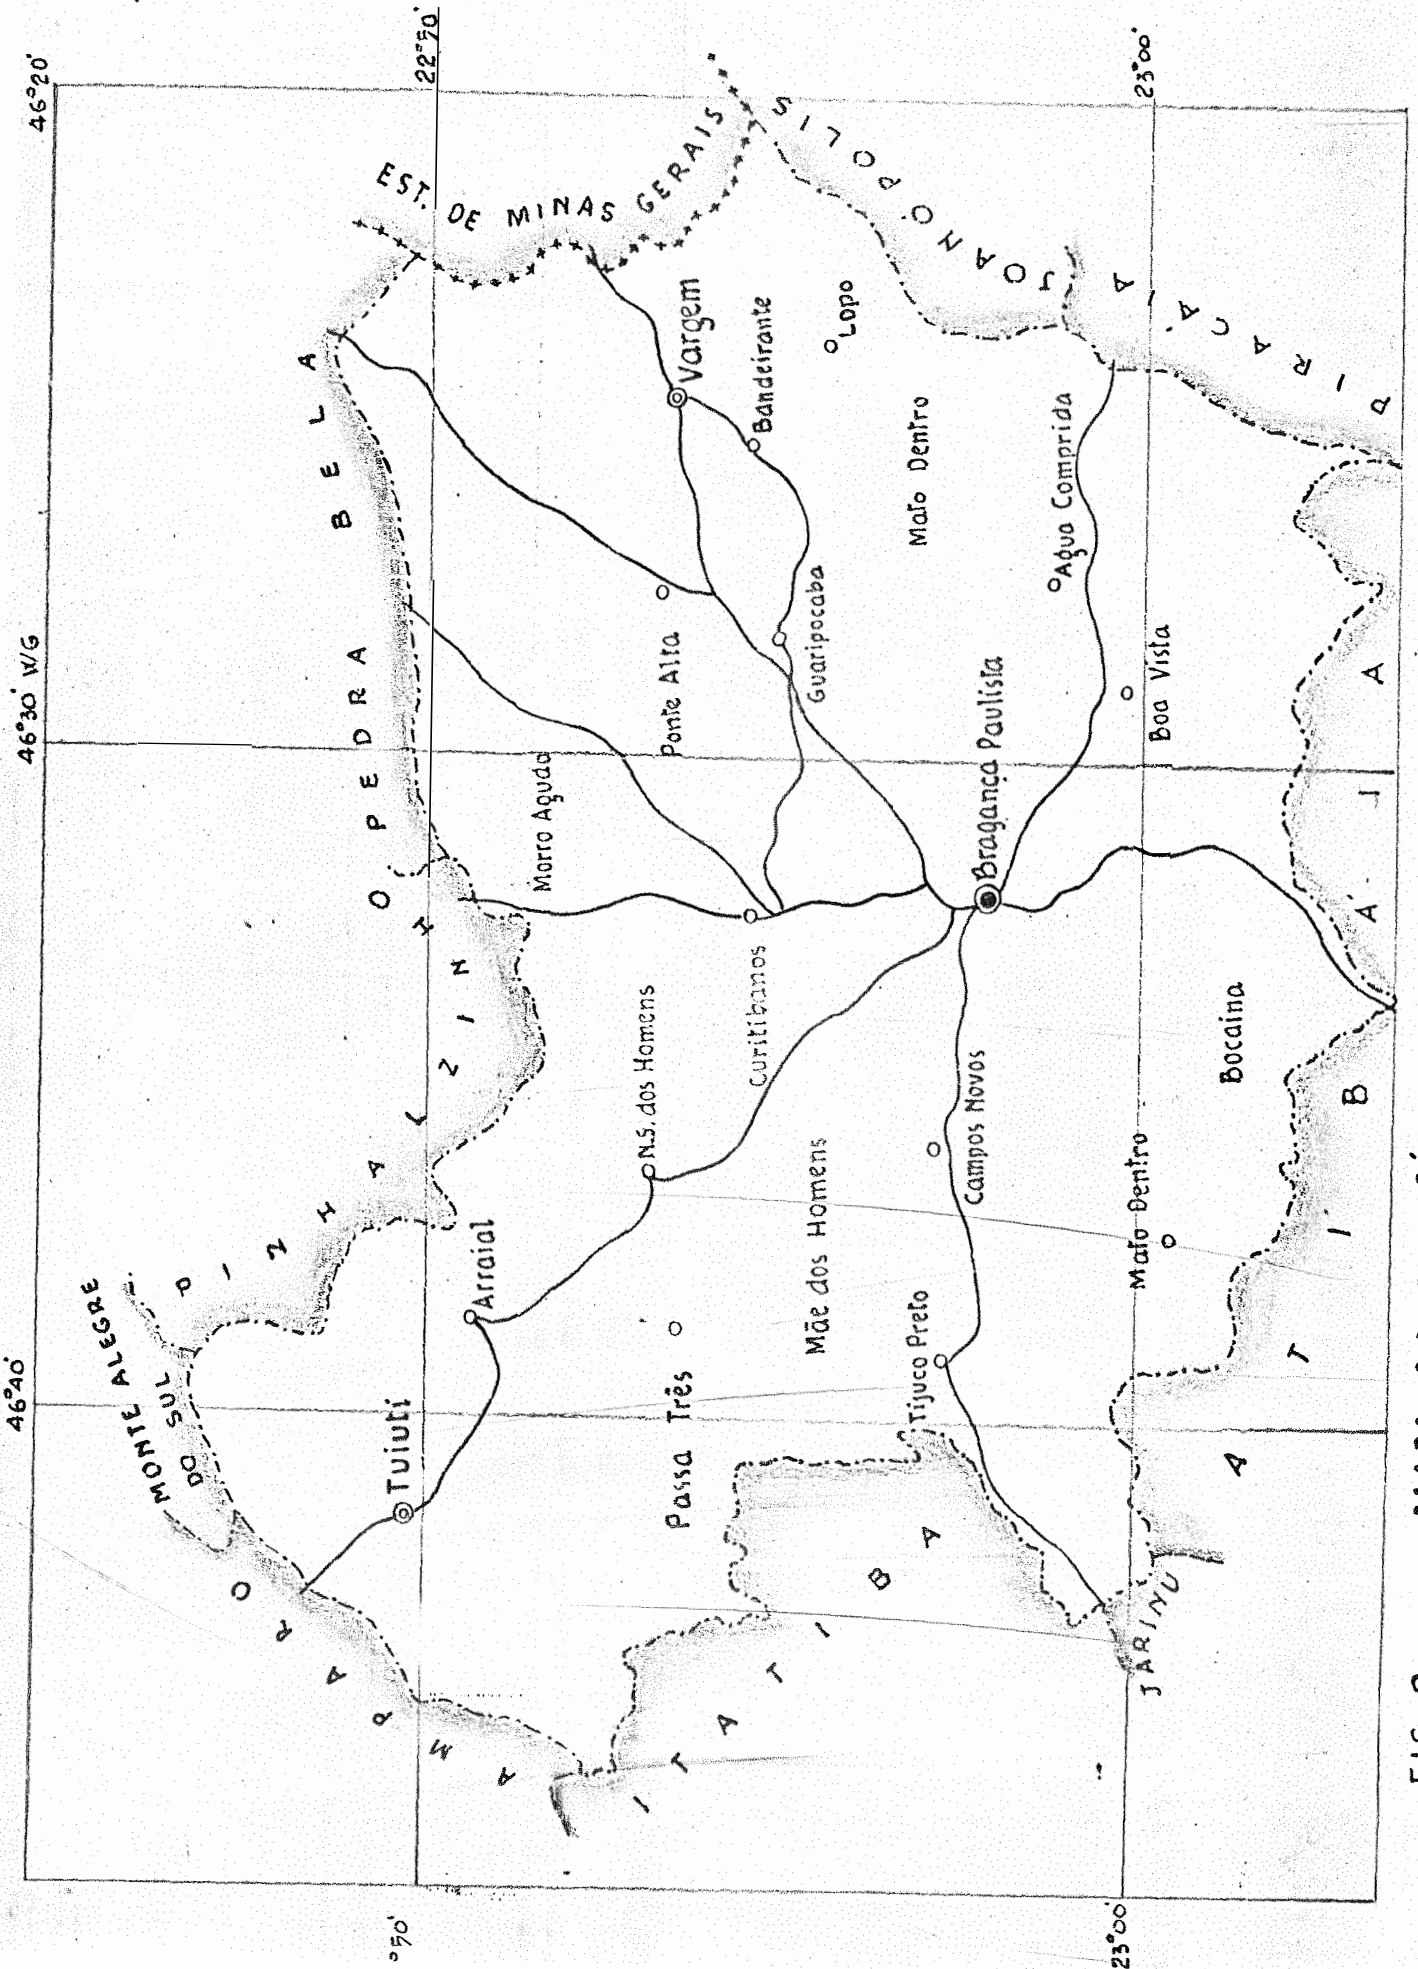 46°40'
46°30' W/G
46°20'
MONTE ALEGRE
DO SUL
PINHALZINHO
PEDRA BELA
EST. DE MINAS GERAIS
22°50'
°50'
AMPARO
Tuiuti
Arraial
Morro Agudo
N.S. dos Homens
Ponte Alta
Vargem
Passa Três
Curitibanos
Bandeirante
Guaripocaba
Lopo
Mãe dos Homens
Mato Dentro
JOANÓPOLIS
ITATIBA
Tijuco Preto
Campos Novos
Bragança Paulista
Água Comprida
23°00'
23°00'
JARINU
Mato Dentro
Boa Vista
PIRACAIA
Bocaina
ATIBAIA